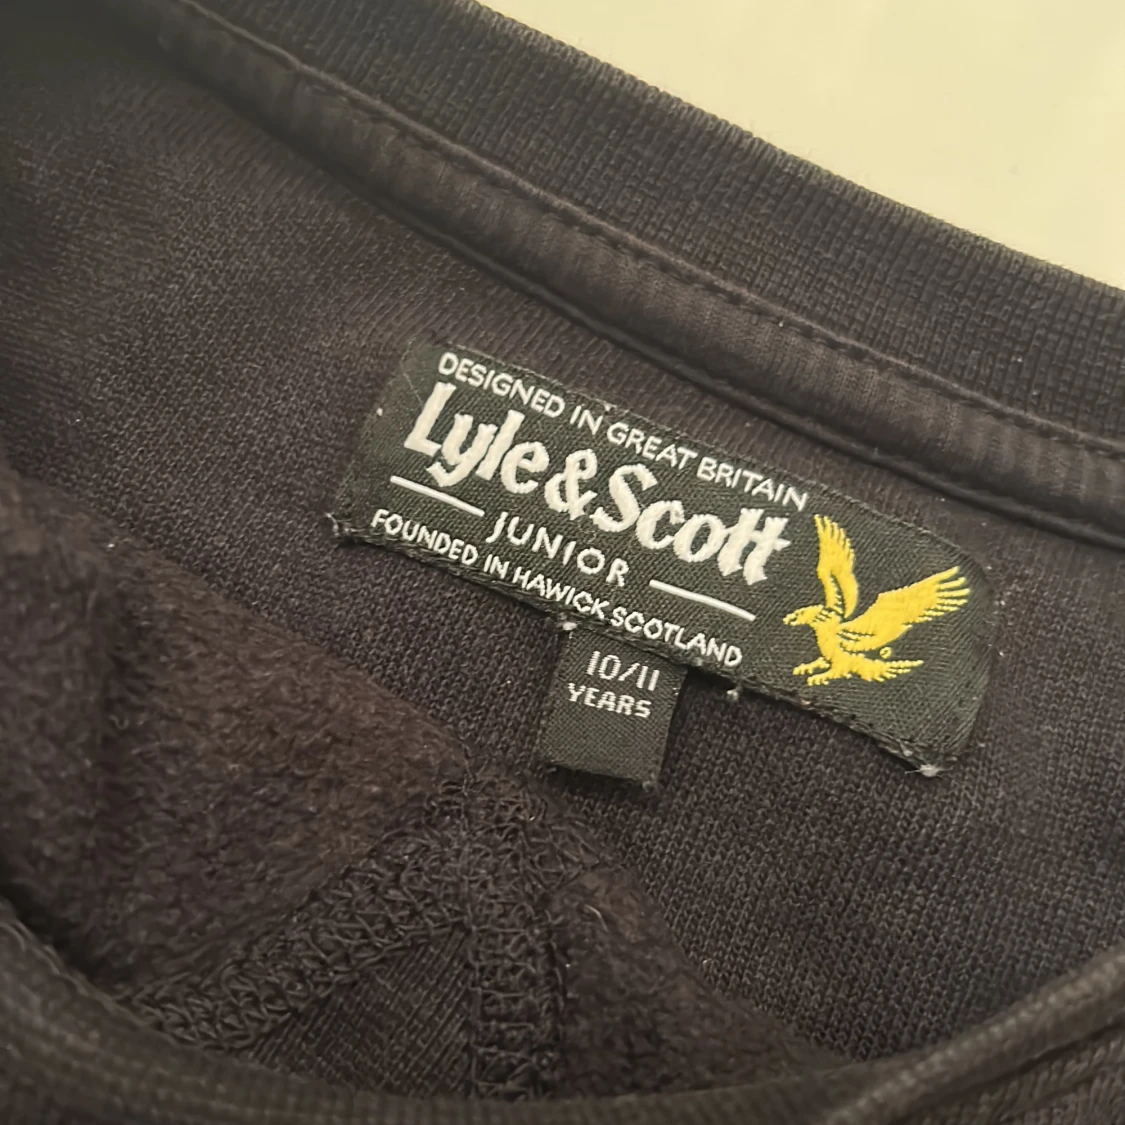 DESIGNED IN GREAT BRITAIN
Lyle&Scott
JUNIOR
FOUNDED IN HAWICK SCOTLAND
10/11
YEARS